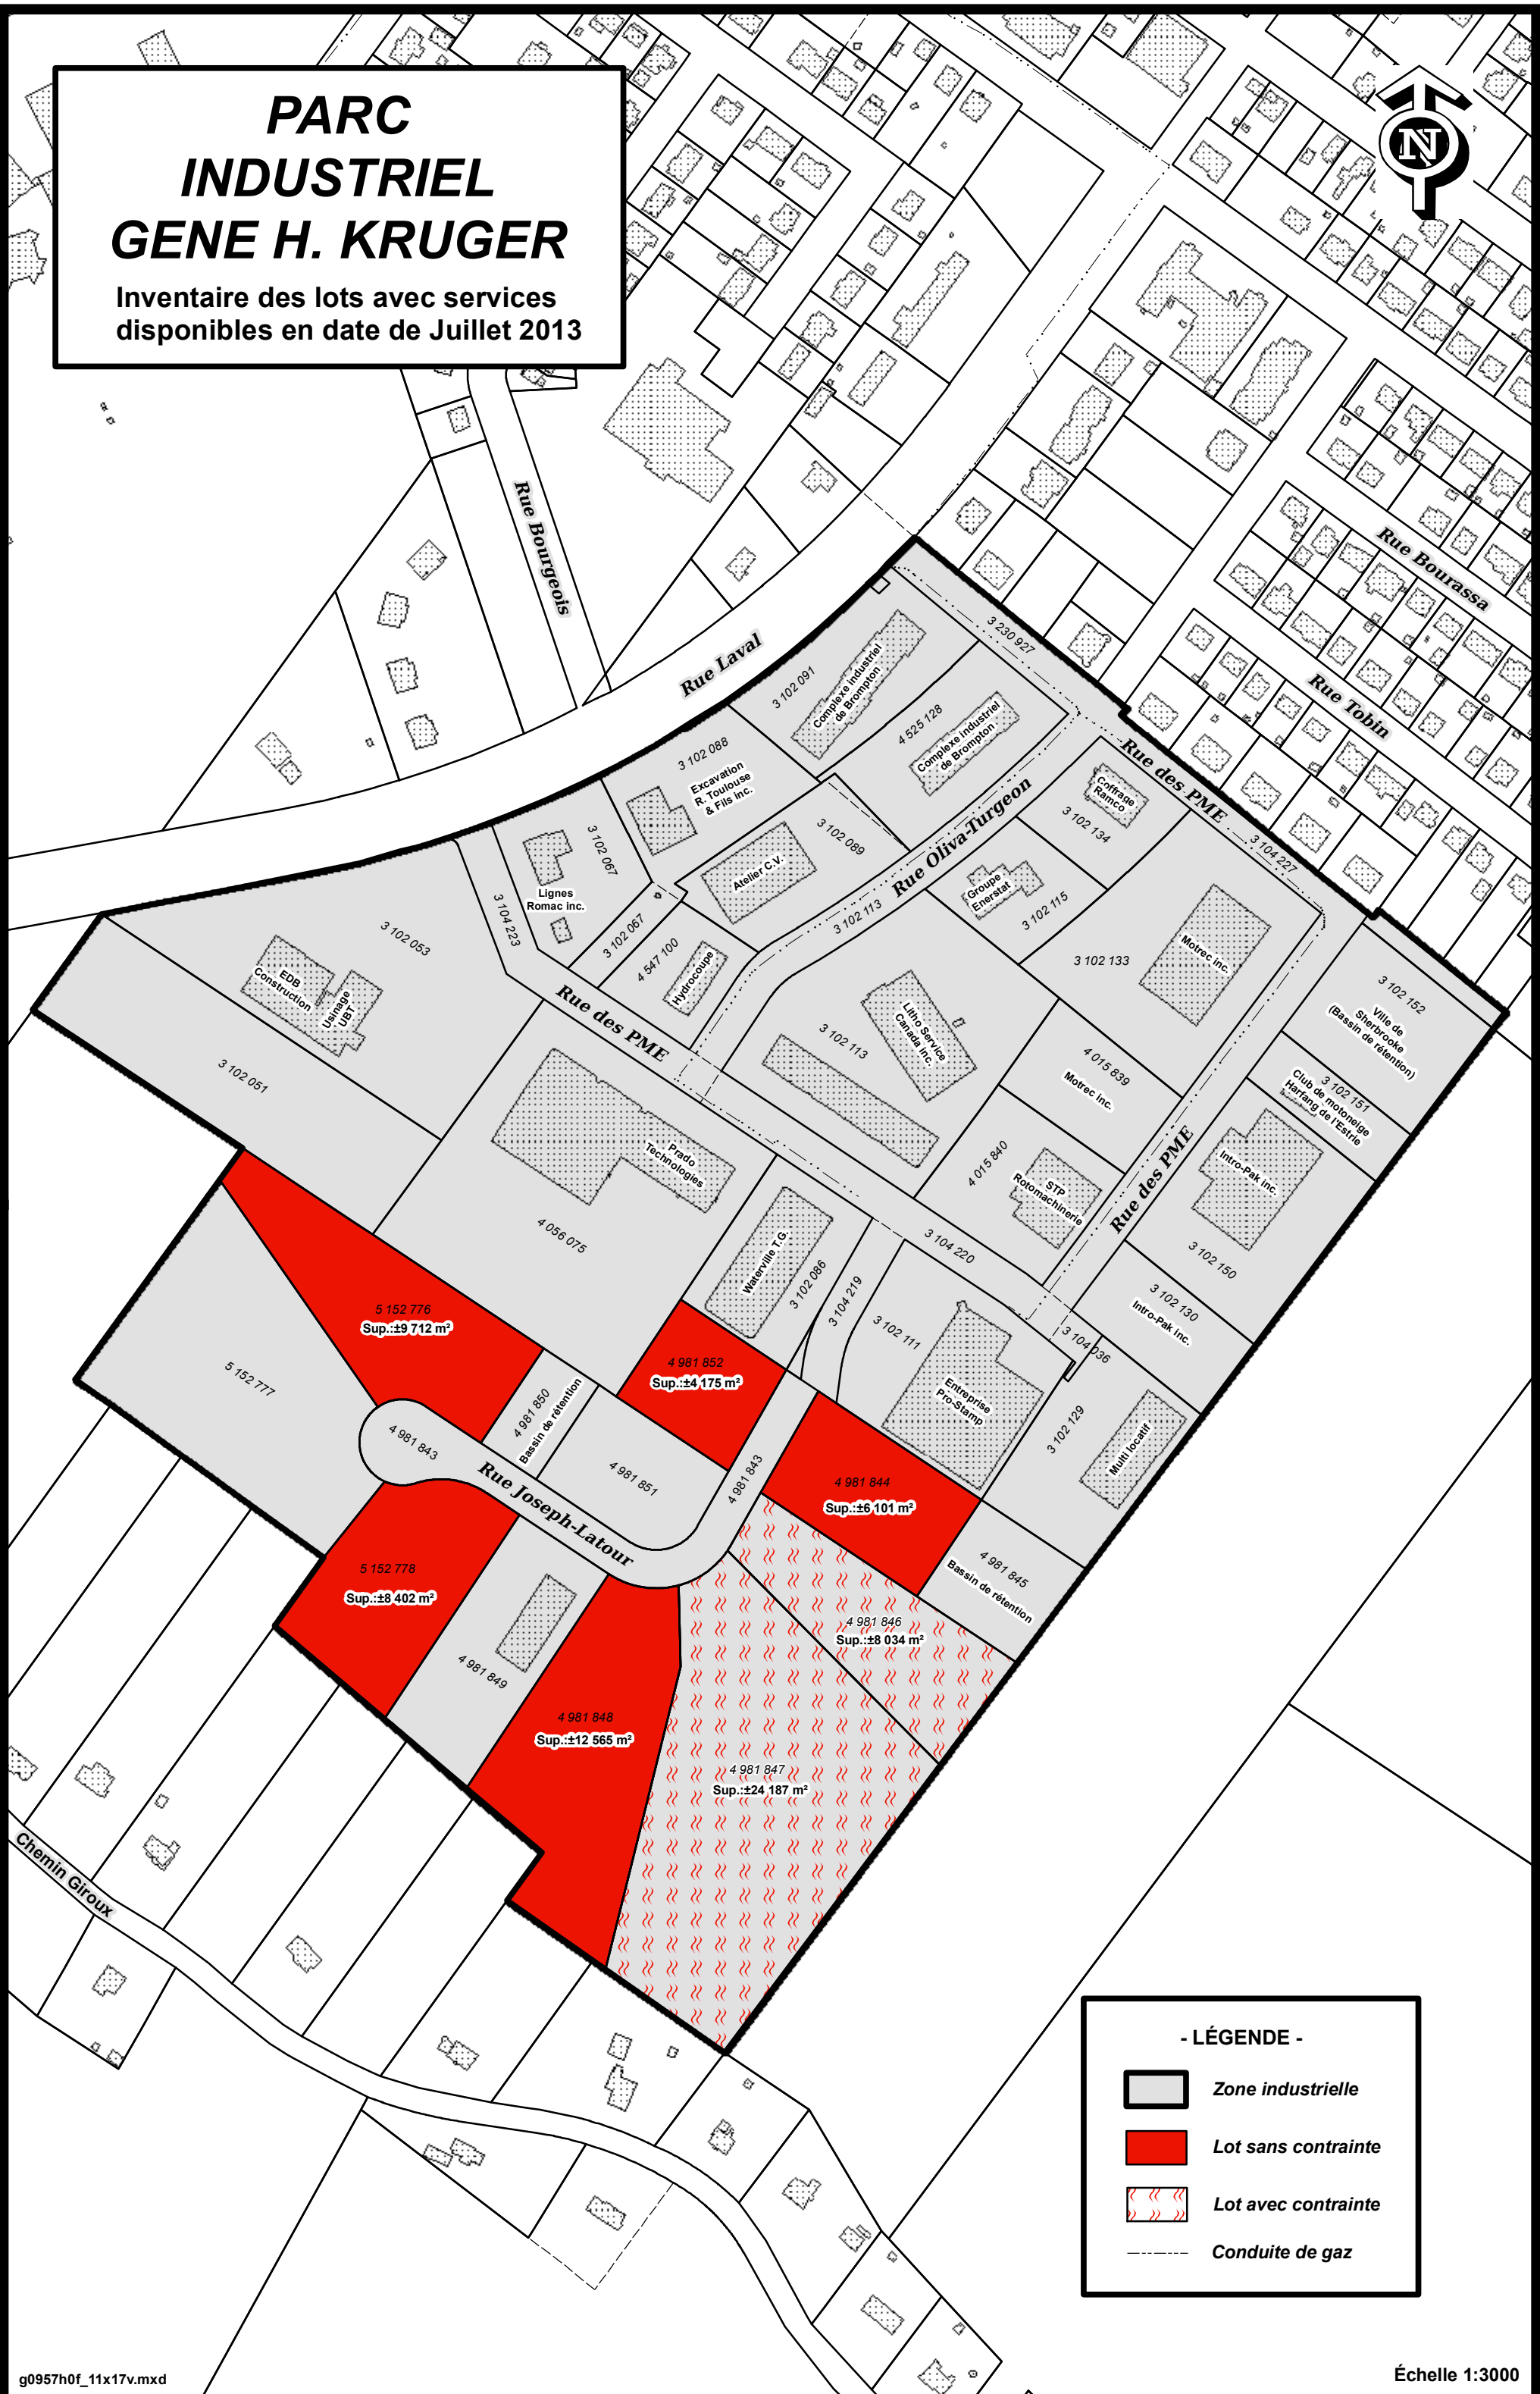 PARC
INDUSTRIEL
GENE H. KRUGER
Inventaire des lots avec services
disponibles en date de Juillet 2013
N
Rue Bourgeois
Rue Laval
Rue Bourassa
Rue Tobin
3 230 927
3 102 091
Complexe industriel
de Brompton
4 525 128
Complexe industriel
de Brompton
3 102 088
Excavation
R. Toulouse
& Fils inc.
Rue des PME
3 104 227
Coffrage
Ramco
3 102 134
Rue Oliva-Turgeon
3 102 113
3 102 089
Atelier C.V.
3 102 067
Lignes
Romac inc.
3 102 067
3 104 223
4 547 100
Hydrocoupe
Groupe
Enerstat
3 102 115
3 102 133
Motrec inc.
3 102 053
EDB
Construction
Usinage
UBT
3 102 051
Rue des PME
3 102 113
Litho Service
Canada inc.
4 015 839
Motrec inc.
3 102 152
Ville de
Sherbrooke
(Bassin de rétention)
3 102 151
Club de motoneige
Harfang de l'Estrie
Intro-Pak inc.
3 102 150
Rue des PME
4 015 840
STP
Rotomachinerie
Prado
Technologies
4 056 075
Waterville T.G.
3 102 086
3 104 219
3 104 220
3 102 130
Intro-Pak inc.
3 104 036
3 102 111
Entreprise
Pro-Stamp
3 102 129
Multi locatif
5 152 776
Sup.:±9 712 m²
5 152 777
4 981 852
Sup.:±4 175 m²
4 981 850
Bassin de rétention
4 981 843
4 981 851
4 981 843
Rue Joseph-Latour
4 981 844
Sup.:±6 101 m²
4 981 845
Bassin de rétention
5 152 778
Sup.:±8 402 m²
4 981 849
4 981 846
Sup.:±8 034 m²
4 981 848
Sup.:±12 565 m²
4 981 847
Sup.:±24 187 m²
Chemin Giroux
- LÉGENDE -
Zone industrielle
Lot sans contrainte
Lot avec contrainte
Conduite de gaz
g0957h0f_11x17v.mxd
Échelle 1:3000